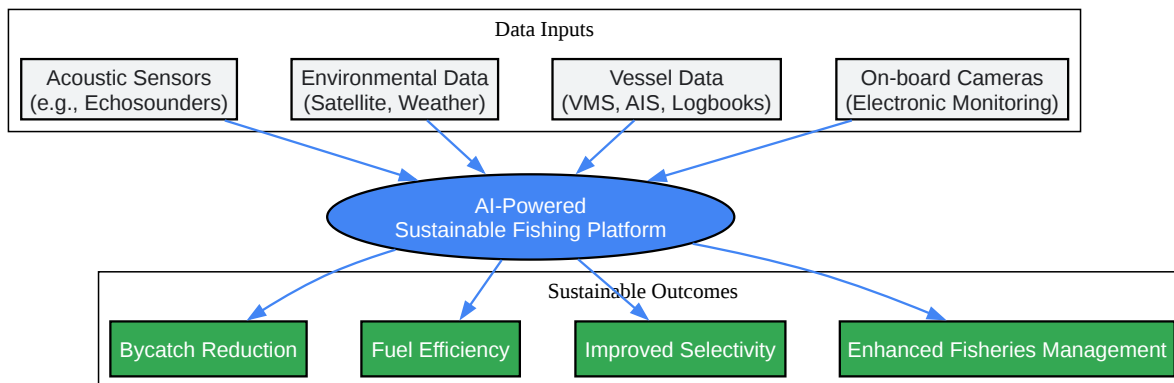 Data Inputs
Acoustic Sensors
(e.g., Echosounders)
Environmental Data
(Satellite, Weather)
Vessel Data
(VMS, AIS, Logbooks)
On-board Cameras
(Electronic Monitoring)
AI-Powered
Sustainable Fishing Platform
Sustainable Outcomes
Bycatch Reduction
Fuel Efficiency
Improved Selectivity
Enhanced Fisheries Management